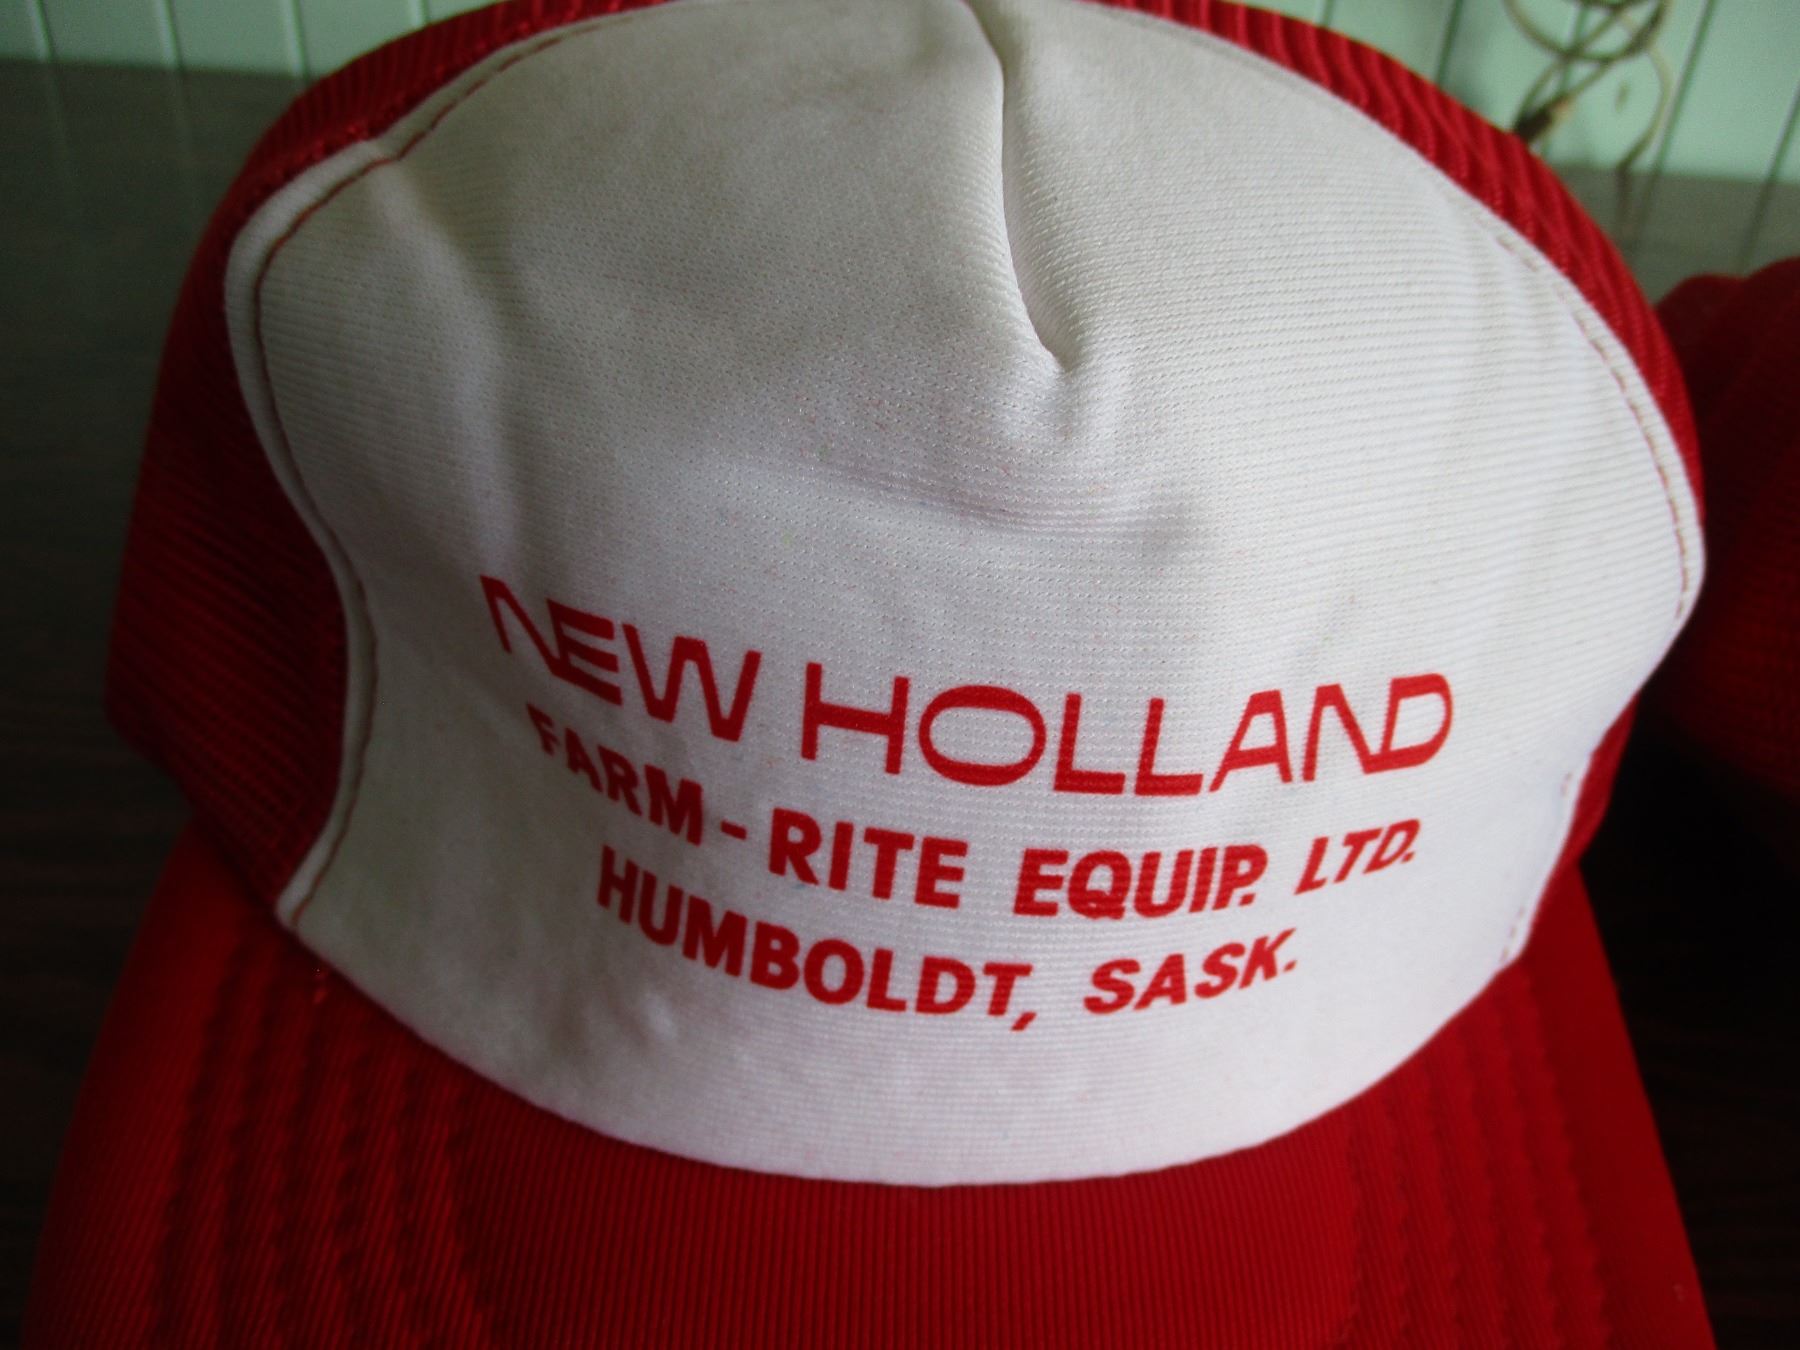 NEW HOLLAND
FARM-RITE EQUIP. LTD.
HUMBOLDT, SASK.